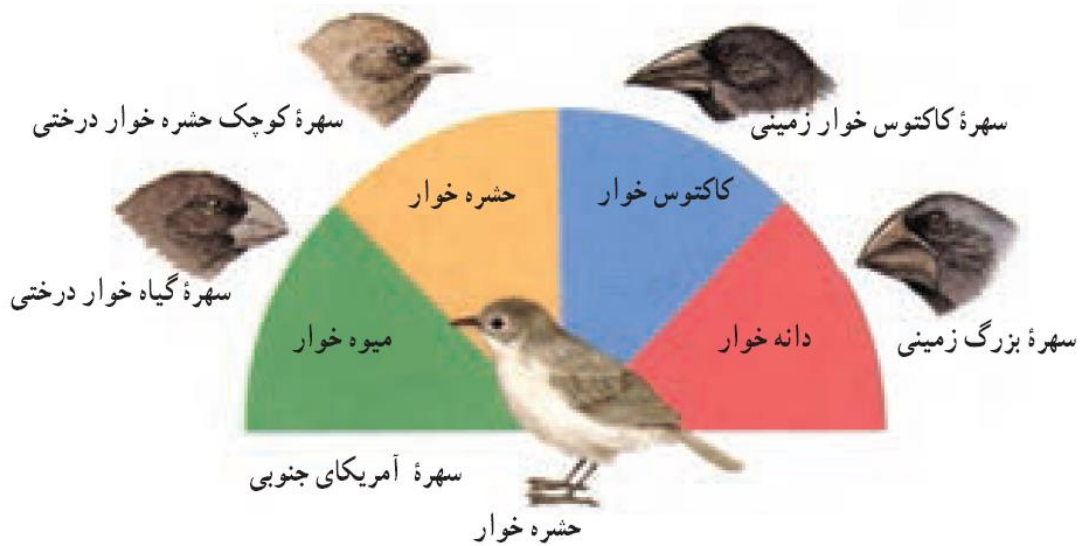 سهرهٔ کوچک حشره خوار درختی
سهرهٔ کاکتوس خوار زمینی
حشره خوار
کاکتوس خوار
سهرهٔ گیاه خوار درختی
میوه خوار
دانه خوار
سهرهٔ بزرگ زمینی
سهرهٔ آمریکای جنوبی
حشره خوار